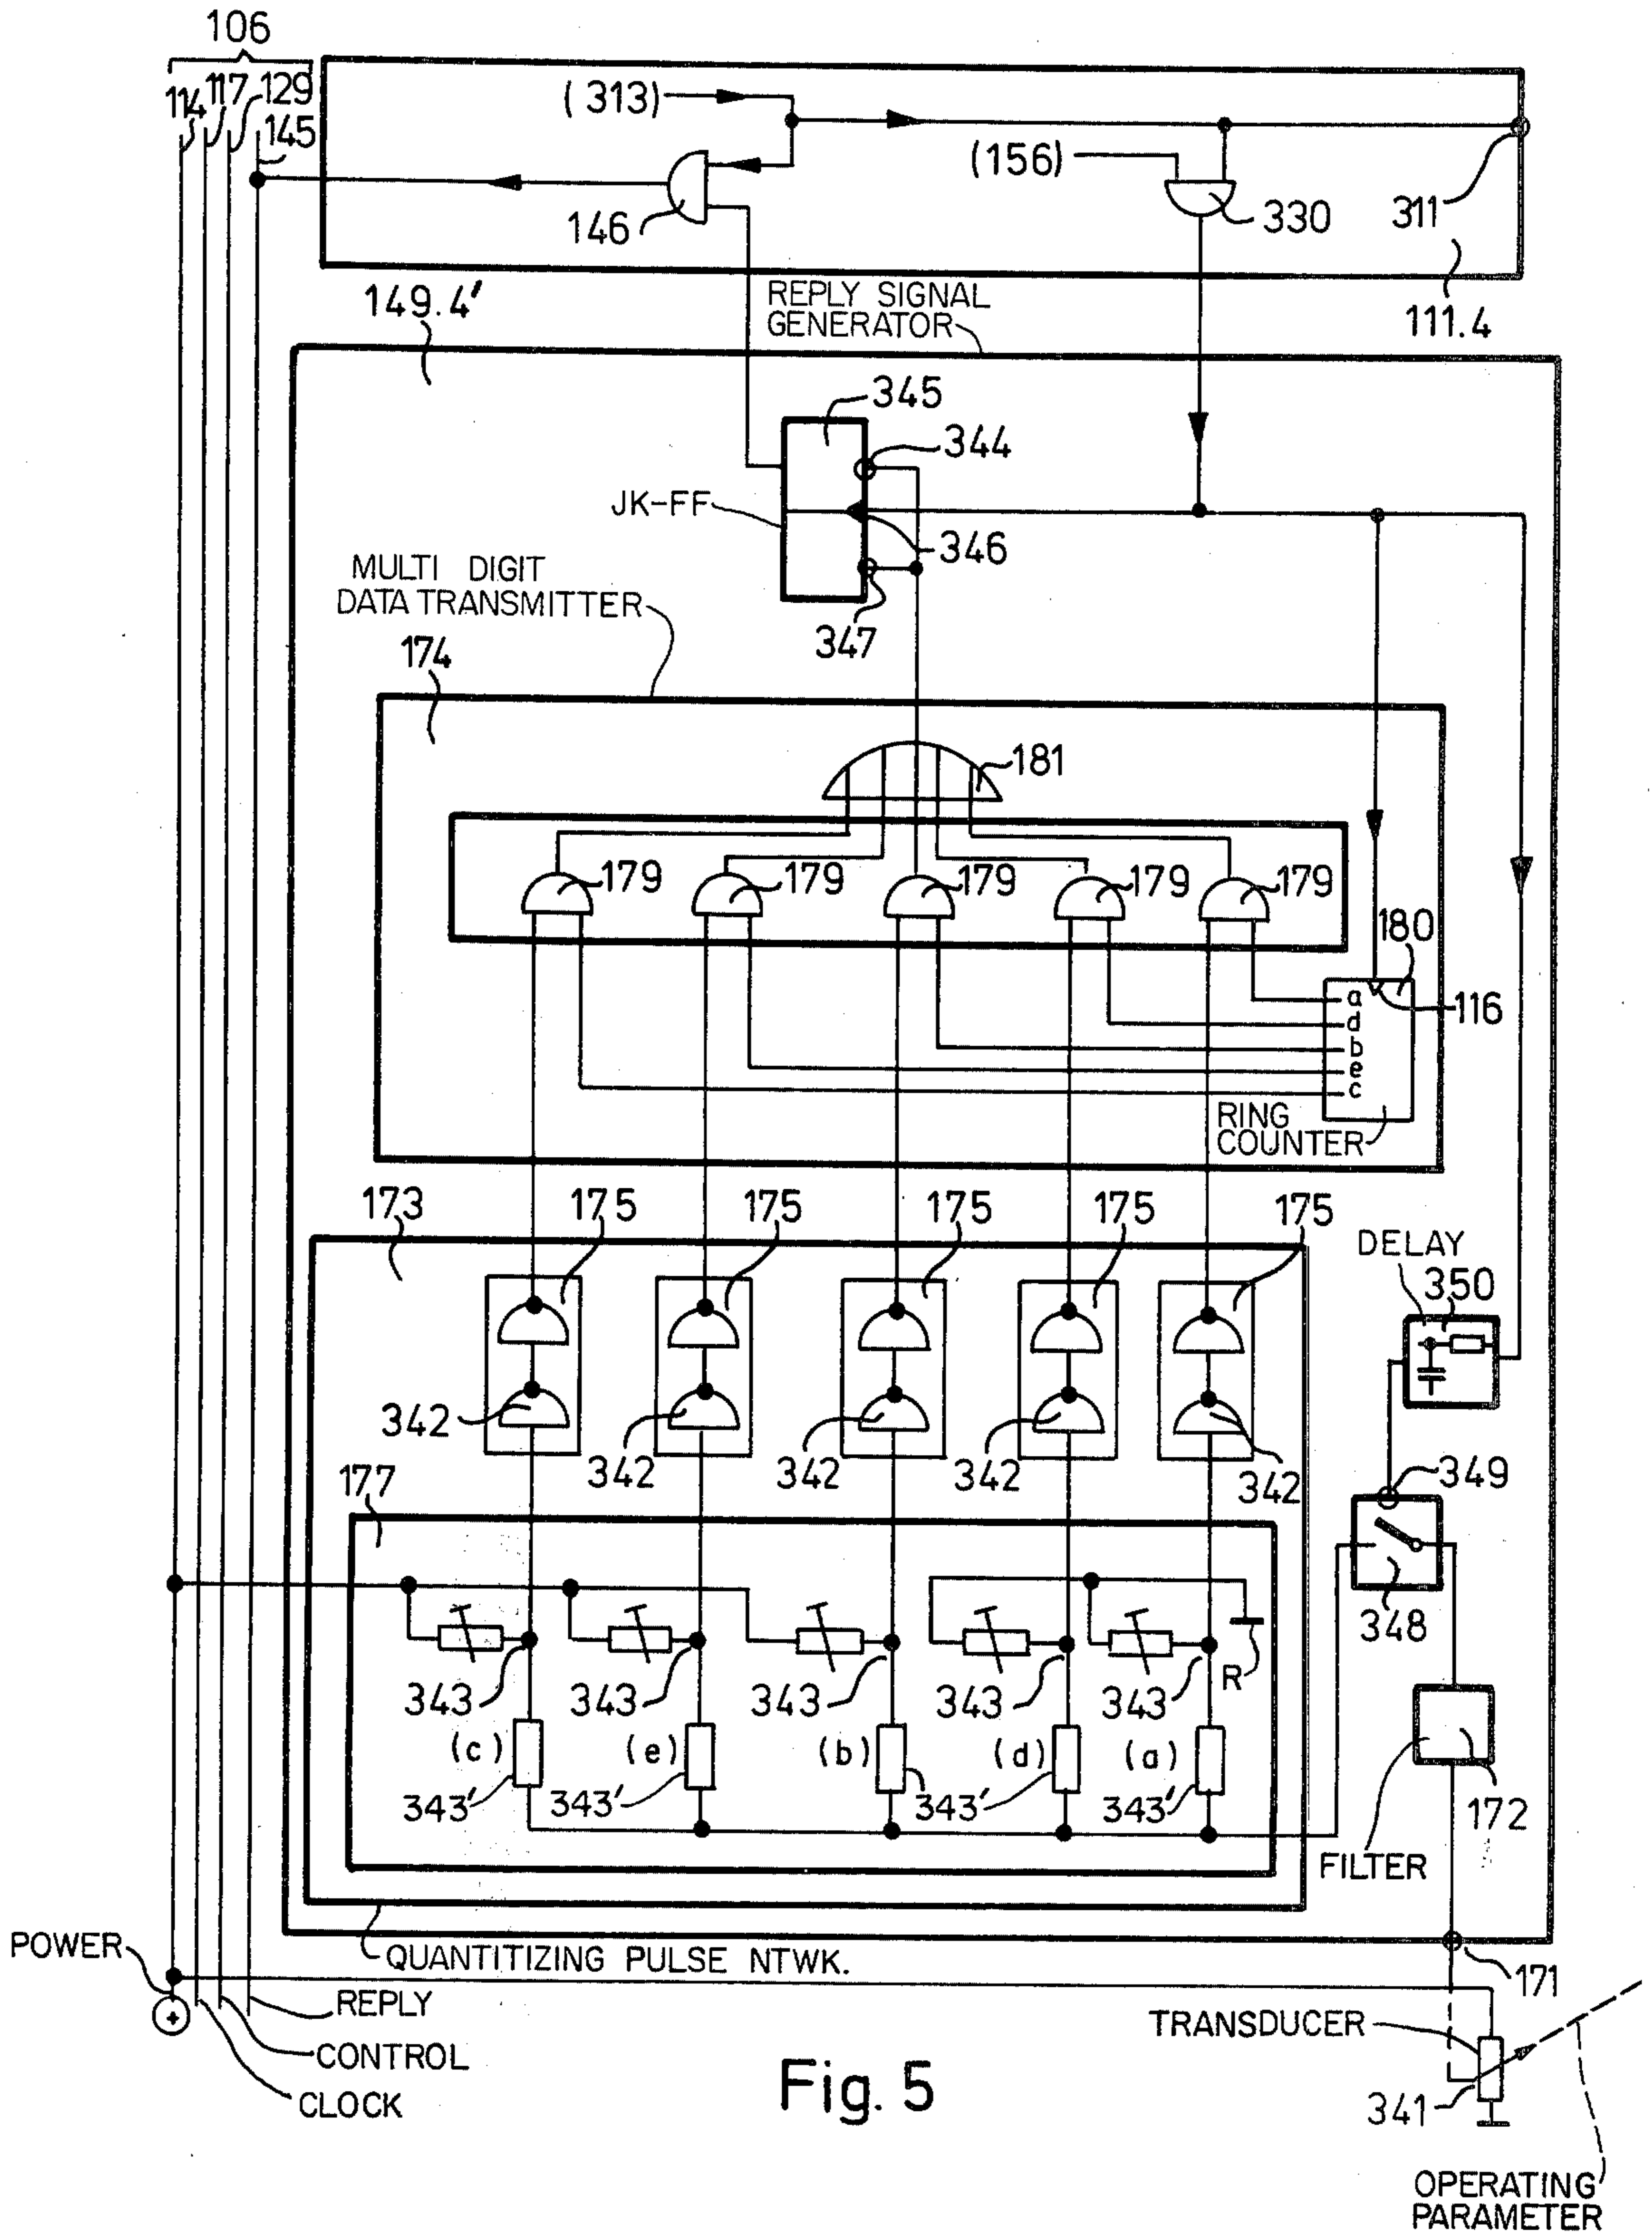 106
114 117 129
145
(313)
(156)
146
330
311
149.4'
REPLY SIGNAL
GENERATOR
111.4
345
344
JK-FF
346
MULTI DIGIT
DATA TRANSMITTER
347
174
181
179 179 179 179 179
180
a
116
d
b
e
c
RING
COUNTER
173 175 175 175 175 175
DELAY
350
342 342 342 342 342
349
177
348
343 343 343 343 343 R
(c) (e) (b) (d) (a)
343' 343' 343' 343'
172
FILTER
POWER
QUANTITIZING PULSE NTWK.
171
+
REPLY
TRANSDUCER
CONTROL
CLOCK
Fig. 5
341
OPERATING
PARAMETER